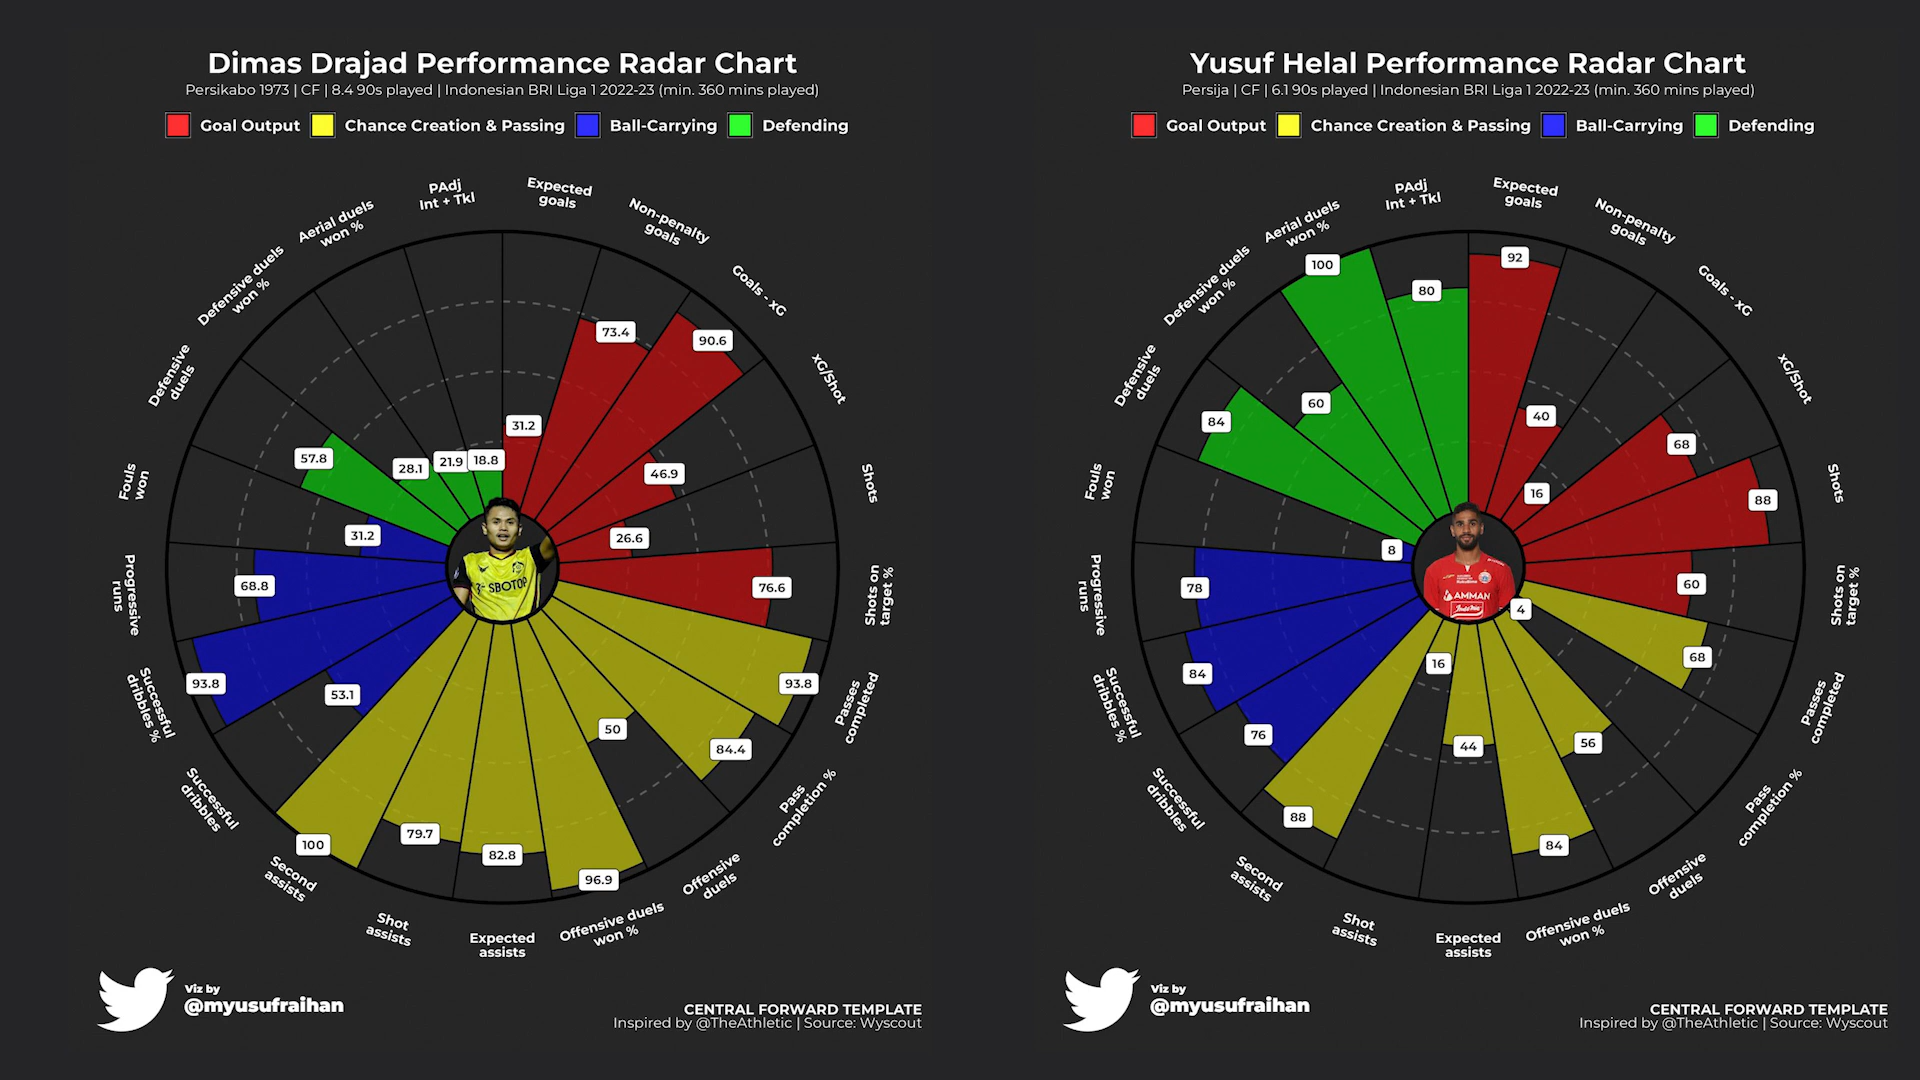 Dimas Drajad Performance Radar Chart
Persikabo 1973 | CF | 8.4 90s played | Indonesian BRI Liga 1 2022-23 (min. 360 mins played)
Goal Output Chance Creation & Passing Ball-Carrying Defending
Expected
goals
Non-penalty
goals
Goals - xG
xG/Shot
Shots
Shots on
target %
Passes
completed
Pass
completion %
Offensive
duels
Offensive duels
won %
Expected
assists
Shot
assists
Second
assists
Successful
dribbles
Successful
dribbles %
Progressive
runs
Fouls
won
Defensive
duels
Defensive duels
won %
Aerial duels
won %
PAdj
Int + Tkl
31.2
73.4
90.6
46.9
26.6
76.6
93.8
84.4
50
96.9
82.8
79.7
100
53.1
93.8
68.8
31.2
57.8
28.1
21.9
18.8
SBOTOP
Viz by
@myusufraihan
CENTRAL FORWARD TEMPLATE
Inspired by @TheAthletic | Source: Wyscout
Yusuf Helal Performance Radar Chart
Persija | CF | 6.1 90s played | Indonesian BRI Liga 1 2022-23 (min. 360 mins played)
Goal Output Chance Creation & Passing Ball-Carrying Defending
Expected
goals
Non-penalty
goals
Goals - xG
xG/Shot
Shots
Shots on
target %
Passes
completed
Pass
completion %
Offensive
duels
Offensive duels
won %
Expected
assists
Shot
assists
Second
assists
Successful
dribbles
Successful
dribbles %
Progressive
runs
Fouls
won
Defensive
duels
Defensive duels
won %
Aerial duels
won %
PAdj
Int + Tkl
92
40
16
68
88
60
68
4
56
84
44
16
88
76
84
78
8
84
60
100
80
AMMAN
Viz by
@myusufraihan
CENTRAL FORWARD TEMPLATE
Inspired by @TheAthletic | Source: Wyscout